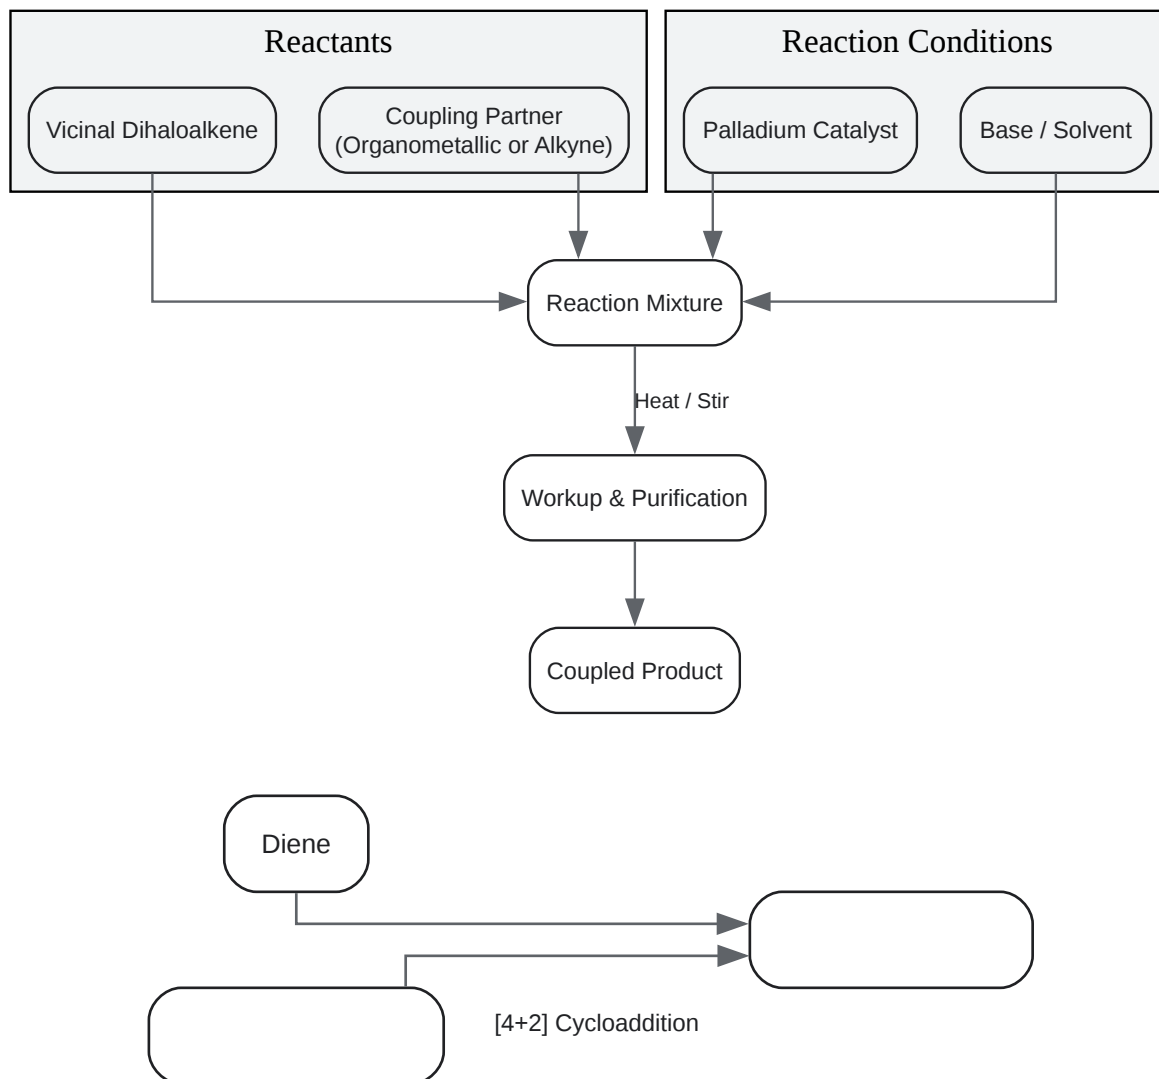 Reactants
Reaction Conditions
Vicinal Dihaloalkene
Coupling Partner
(Organometallic or Alkyne)
Palladium Catalyst
Base / Solvent
Reaction Mixture
Heat / Stir
Workup & Purification
Coupled Product
Diene
[4+2] Cycloaddition